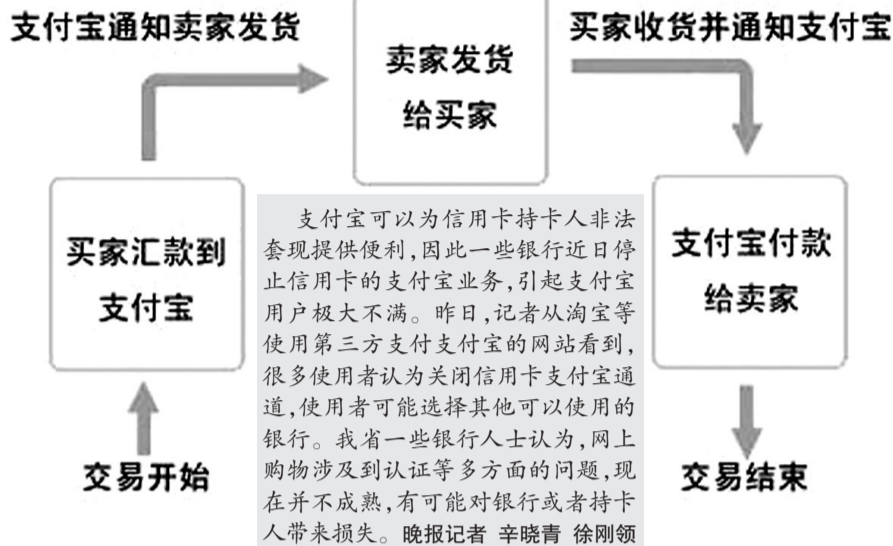 支付宝通知卖家发货
买家收货并通知支付宝
卖家发货
给买家
买家汇款到
支付宝
支付宝付款
给卖家
交易开始
交易结束
支付宝可以为信用卡持卡人非法
套现提供便利,因此一些银行近日停
止信用卡的支付宝业务,引起支付宝
用户极大不满。昨日,记者从淘宝等
使用第三方支付支付宝的网站看到,
很多使用者认为关闭信用卡支付宝通
道,使用者可能选择其他可以使用的
银行。我省一些银行人士认为,网上
购物涉及到认证等多方面的问题,现
在并不成熟,有可能对银行或者持卡
人带来损失。晚报记者 辛晓青 徐刚领